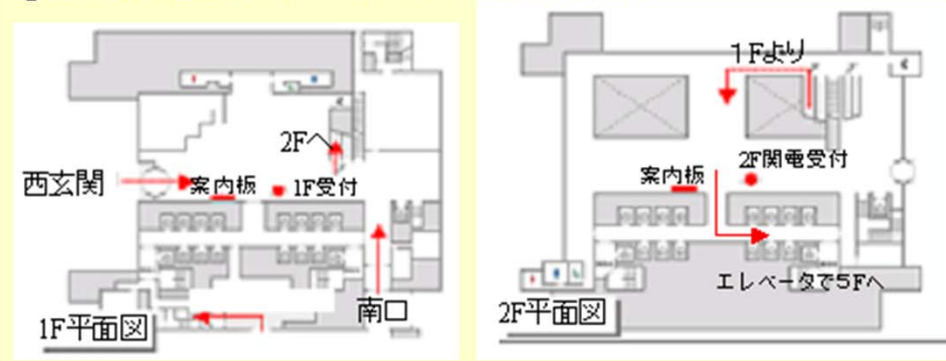 2Fへ
西玄関
案内板
1F受付
南口
1F平面図
1Fより
2F関電受付
案内板
エレベータで5Fへ
2F平面図